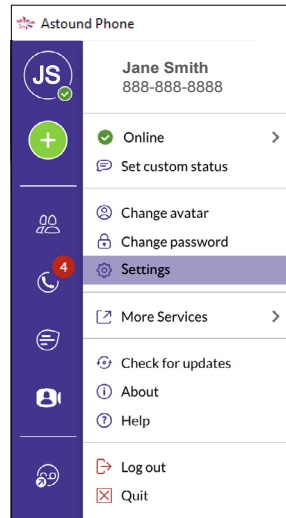 Astound Phone
JS
Jane Smith
888-888-8888
Online
Set custom status
Change avatar
Change password
4
Settings
More Services
Check for updates
About
Help
Log out
Quit